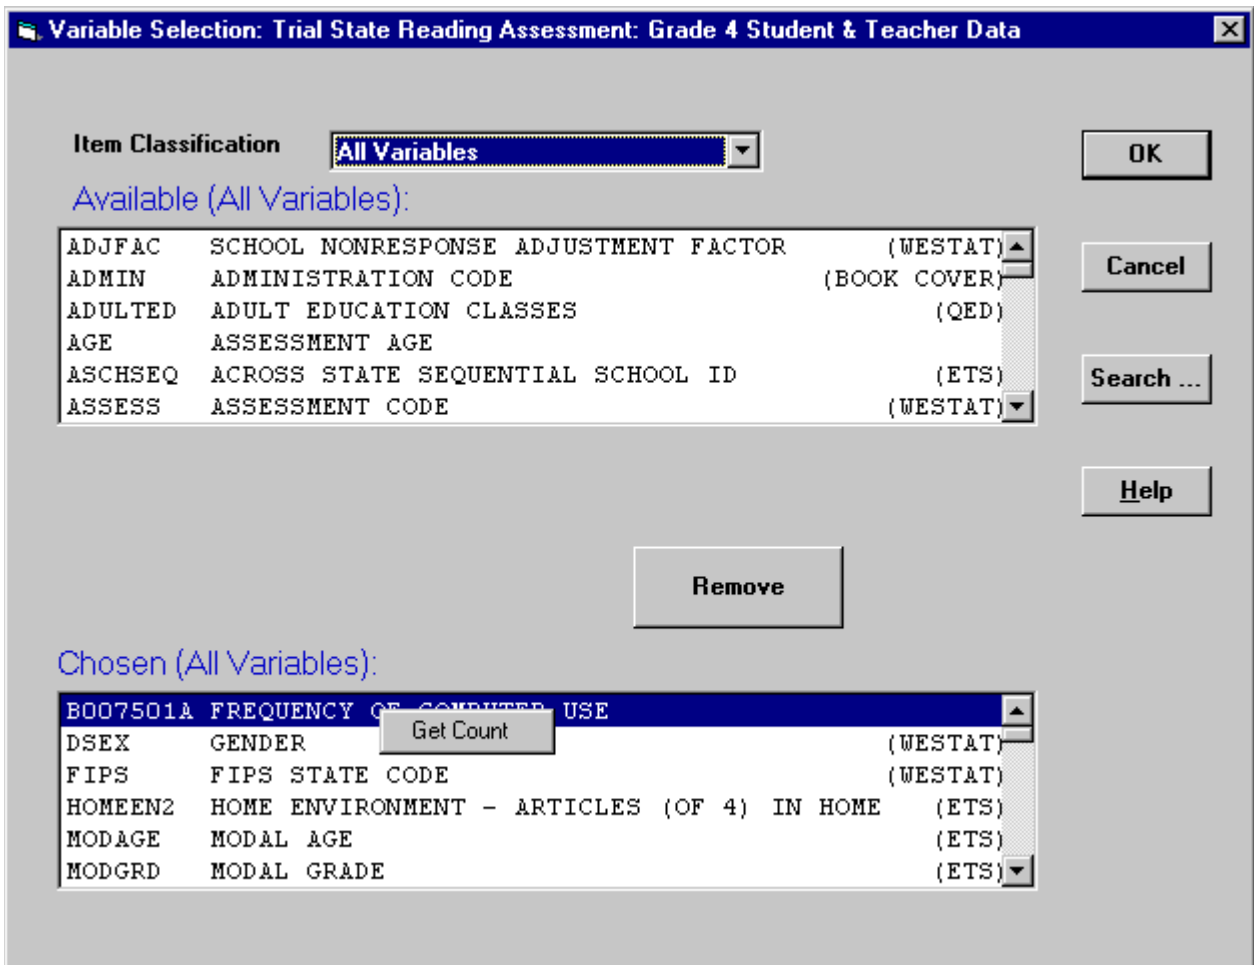 Variable Selection: Trial State Reading Assessment: Grade 4 Student & Teacher Data
Item Classification
All Variables
OK
Available (All Variables):
ADJFAC SCHOOL NONRESPONSE ADJUSTMENT FACTOR (WESTAT)
ADMIN ADMINISTRATION CODE (BOOK COVER)
ADULTED ADULT EDUCATION CLASSES (QED)
AGE ASSESSMENT AGE
ASCHSEQ ACROSS STATE SEQUENTIAL SCHOOL ID (ETS)
ASSESS ASSESSMENT CODE (WESTAT)
Cancel
Search ...
Help
Remove
Chosen (All Variables):
B007501A FREQUENCY OF COMPUTER USE
Get Count
DSEX GENDER (WESTAT)
FIPS FIPS STATE CODE (WESTAT)
HOMEEN2 HOME ENVIRONMENT - ARTICLES (OF 4) IN HOME (ETS)
MODAGE MODAL AGE (ETS)
MODGRD MODAL GRADE (ETS)